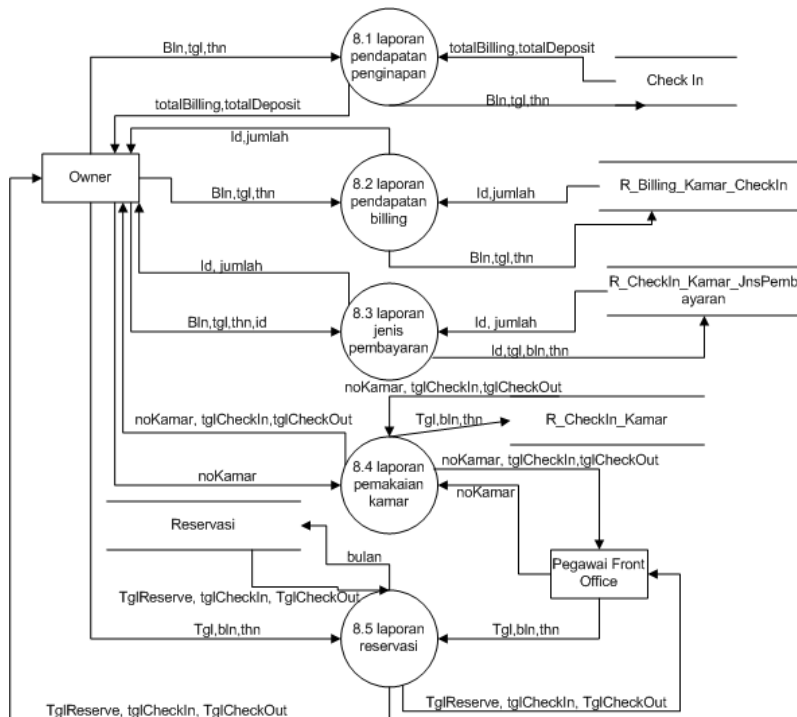 8.1 laporan
pendapatan
penginapan
Bln,tgl,thn
totalBilling,totalDeposit
Check In
Bln,tgl,thn
totalBilling,totalDeposit
Id,jumlah
Owner
8.2 laporan
pendapatan
billing
Bln,tgl,thn
Id,jumlah
R_Billing_Kamar_CheckIn
Bln,tgl,thn
Id, jumlah
8.3 laporan
jenis
pembayaran
Bln,tgl,thn,id
Id, jumlah
R_CheckIn_Kamar_JnsPemb
ayaran
Id,tgl,bln,thn
noKamar, tglCheckIn,tglCheckOut
Tgl,bln,thn
R_CheckIn_Kamar
noKamar, tglCheckIn,tglCheckOut
8.4 laporan
pemakaian
kamar
noKamar, tglCheckIn,tglCheckOut
noKamar
noKamar
Reservasi
bulan
Pegawai Front
Office
TglReserve, tglCheckIn, TglCheckOut
8.5 laporan
reservasi
Tgl,bln,thn
Tgl,bln,thn
TglReserve, tglCheckIn, TglCheckOut
TglReserve, tglCheckIn, TglCheckOut